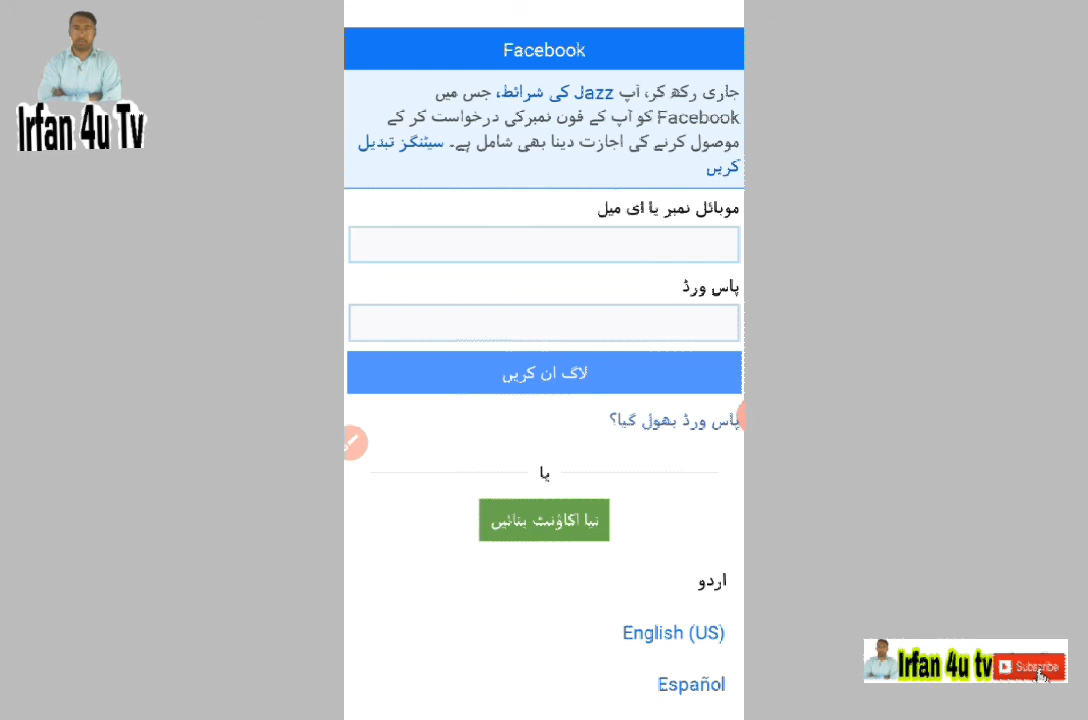 Irfan 4u Tv
Facebook
جاری رکھ کر، آپ Jazz کی شرائط، جس میں
Facebook کو آپ کے فون نمبرکی درخواست کر کے
موصول کرنے کی اجازت دینا بھی شامل ہے۔ سیٹنگز تبدیل
کریں
موبائل نمبر یا ای میل
پاس ورڈ
لاگ ان کریں
پاس ورڈ بھول گیا؟
یا
نیا اکاؤنٹ بنائیں
اردو
English (US)
Español
Irfan 4u tv Subscribe